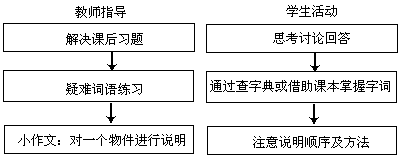 教师指导
学生活动
解决课后习题
思考讨论回答
疑难词语练习
通过查字典或借助课本掌握字词
小作文：对一个物件进行说明
注意说明顺序及方法